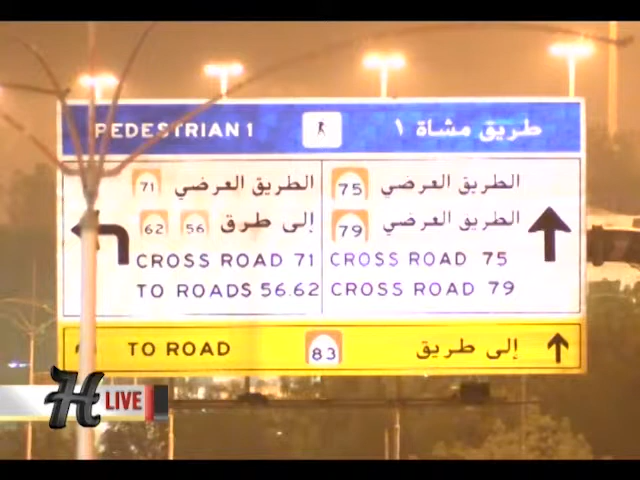 PEDESTRIAN 1 طريق مشاة ١
71 الطريق العرضي
62 56 إلى طرق
CROSS ROAD 71
TO ROADS 56.62
75 الطريق العرضي
79 الطريق العرضي
CROSS ROAD 75
CROSS ROAD 79
TO ROAD 83 إلى طريق
H LIVE